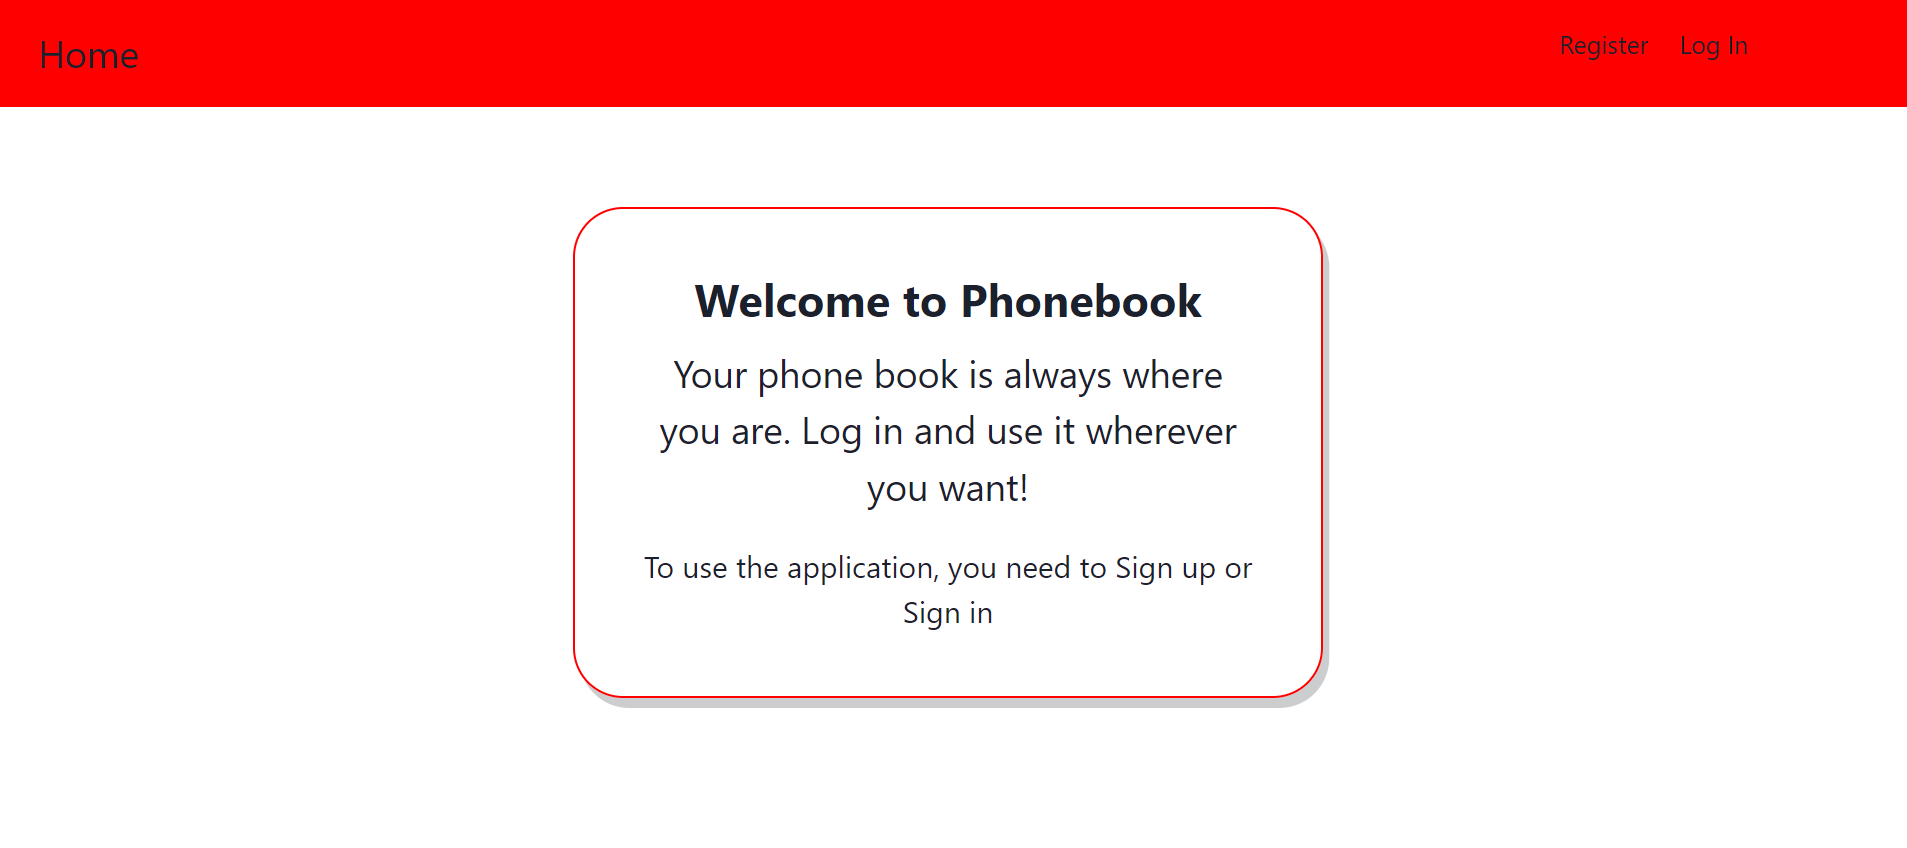 Home
Register
Log In
Welcome to Phonebook
Your phone book is always where
you are. Log in and use it wherever
you want!
To use the application, you need to Sign up or
Sign in